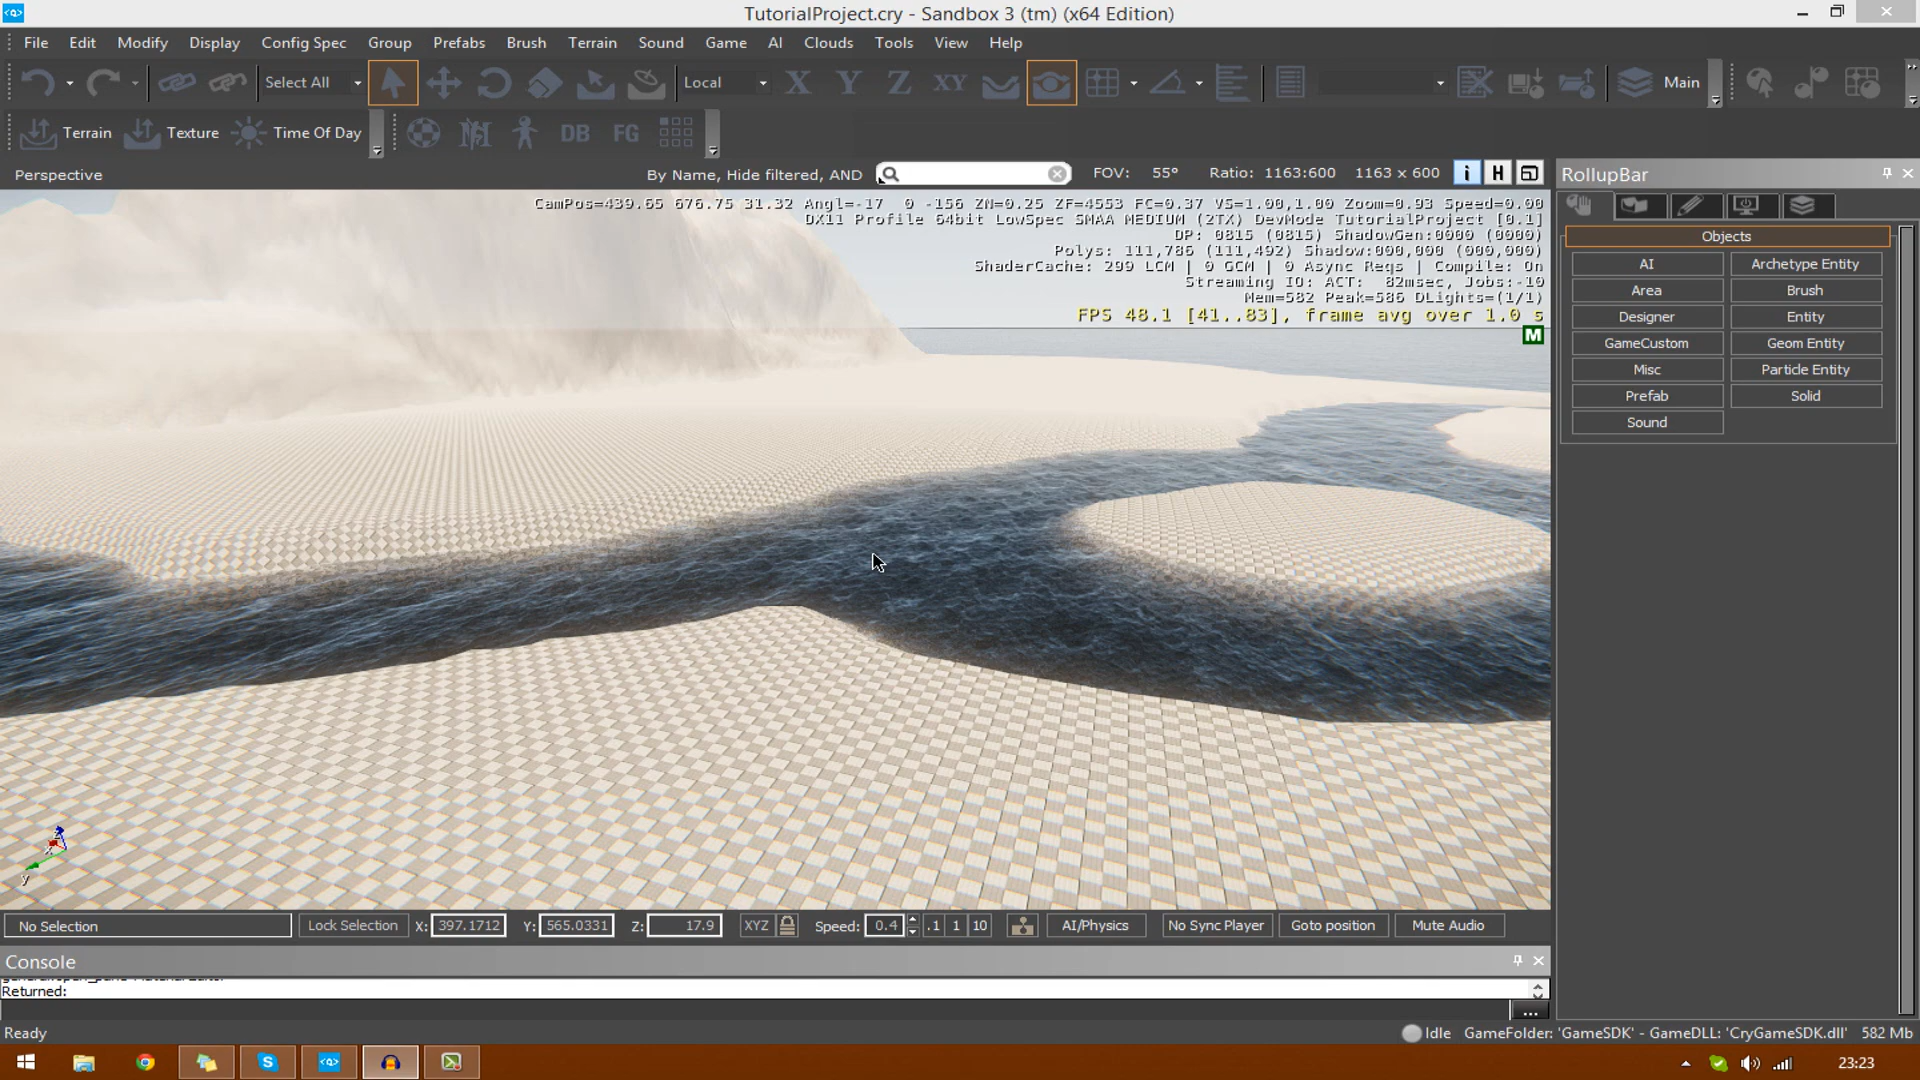 TutorialProject.cry - Sandbox 3 (tm) (x64 Edition)
File Edit Modify Display Config Spec Group Prefabs Brush Terrain Sound Game AI Clouds Tools View Help
Select All Local X Y Z XY Main
Terrain Texture Time Of Day DB FG
Perspective By Name, Hide filtered, AND FOV: 55° Ratio: 1163:600 1163 x 600 i H
RollupBar
CamPos=439.65 676.75 31.32 Angl=-17 0 -156 ZN=0.25 ZF=4553 FC=0.37 VS=1.00,1.00 Zoom=0.93 Speed=0.00
DX11 Profile 64bit LowSpec SMAA MEDIUM (2TX) DevMode TutorialProject [0.1]
DP: 0815 (0815) ShadowGen:0000 (0000)
Polys: 111,786 (111,492) Shadow:000,000 (000,000)
ShaderCache: 299 LCM | 0 GCM | 0 Async Reqs | Compile: On
Streaming IO: ACT: 82msec, Jobs:-10
Mem=582 Peak=586 DLights=(1/1)
FPS 48.1 [41..83], frame avg over 1.0 s
M
Objects
AI Archetype Entity
Area Brush
Designer Entity
GameCustom Geom Entity
Misc Particle Entity
Prefab Solid
Sound
z
x
y
No Selection Lock Selection X: 397.1712 Y: 565.0331 Z: 17.9 XYZ Speed: 0.4 .1 1 10 AI/Physics No Sync Player Goto position Mute Audio
Console
Returned:
...
Ready Idle GameFolder: 'GameSDK' - GameDLL: 'CryGameSDK.dll' 582 Mb
23:23